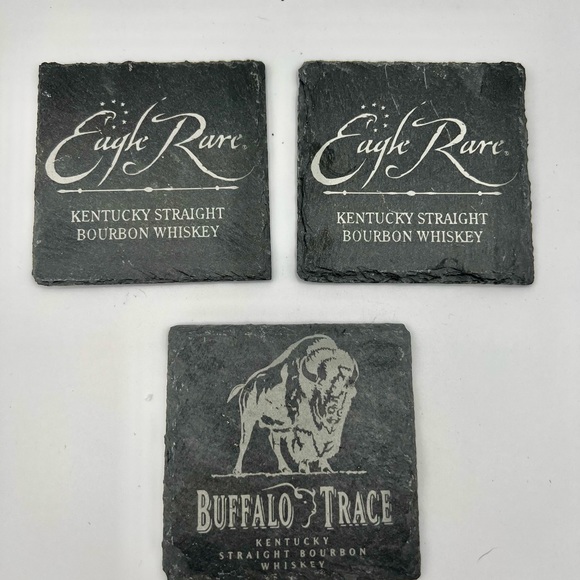 Eagle Rare®
KENTUCKY STRAIGHT
BOURBON WHISKEY
Eagle Rare®
KENTUCKY STRAIGHT
BOURBON WHISKEY
BUFFALO TRACE
KENTUCKY
STRAIGHT BOURBON
WHISKEY